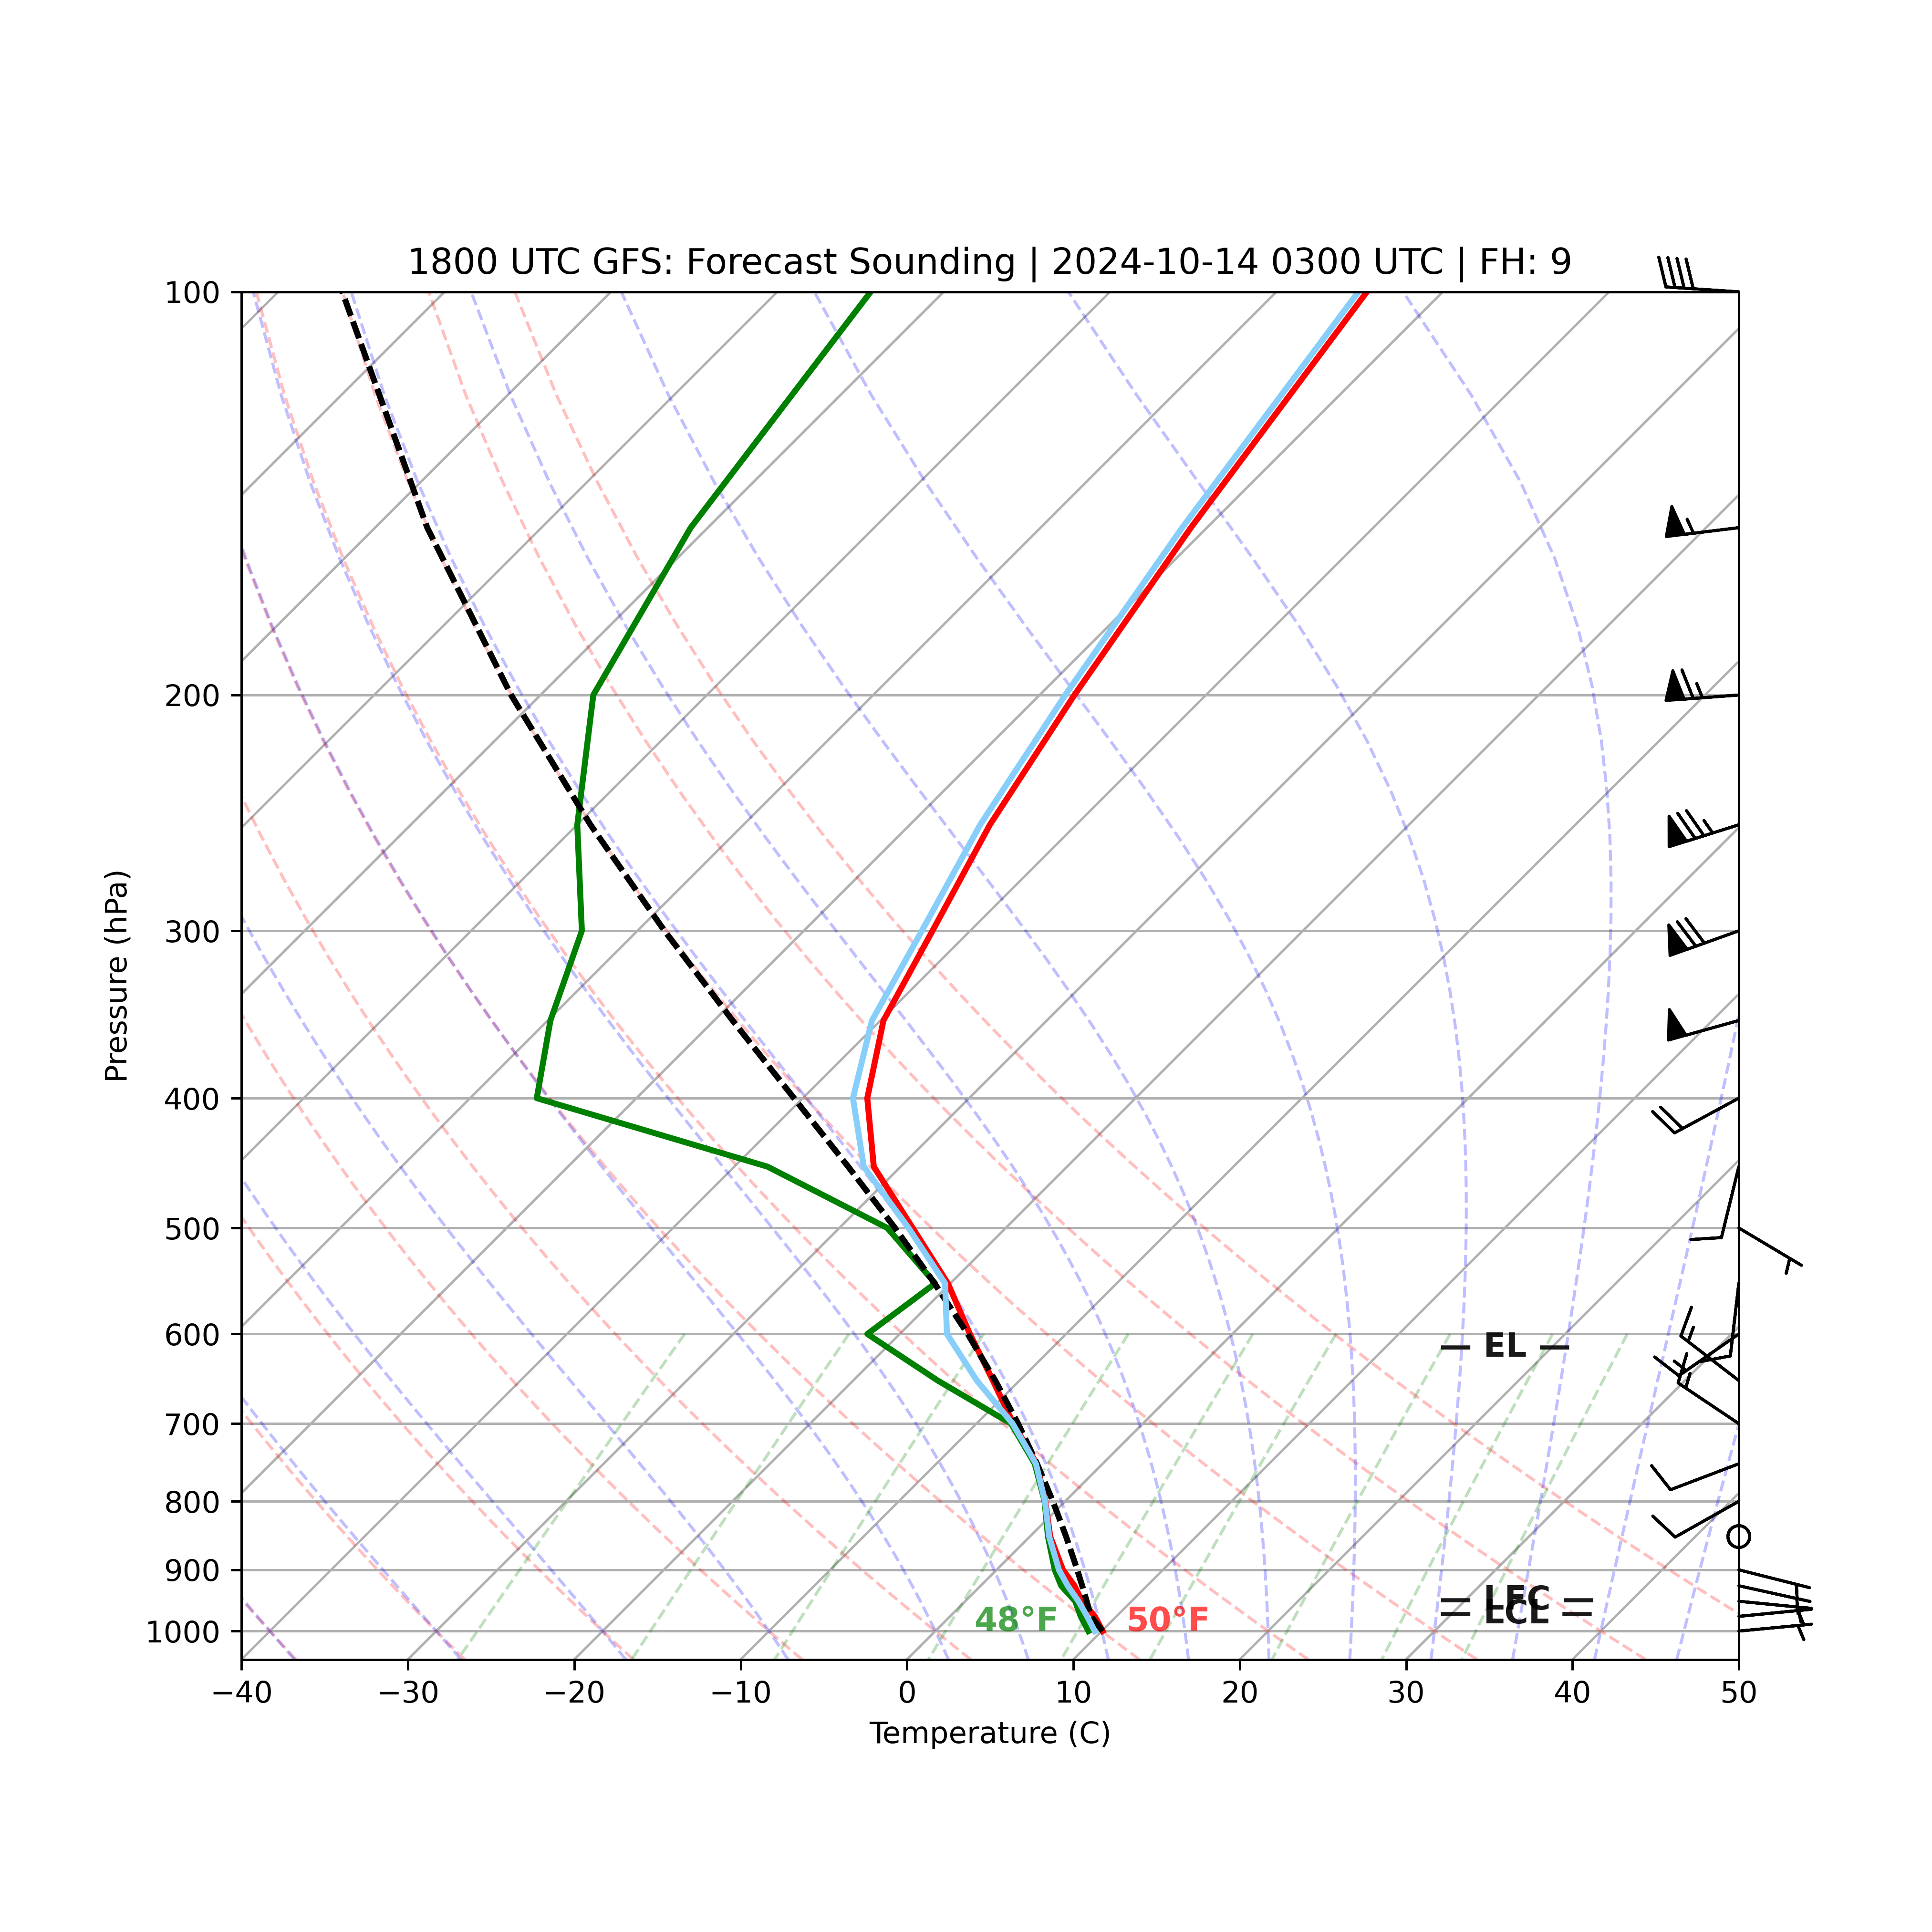 1800 UTC GFS: Forecast Sounding | 2024-10-14 0300 UTC | FH: 9
100
200
300
400
500
600
700
800
900
1000
Pressure (hPa)
EL
LFC
LCL
48°F
50°F
−40 −30 −20 −10 0 10 20 30 40 50
Temperature (C)